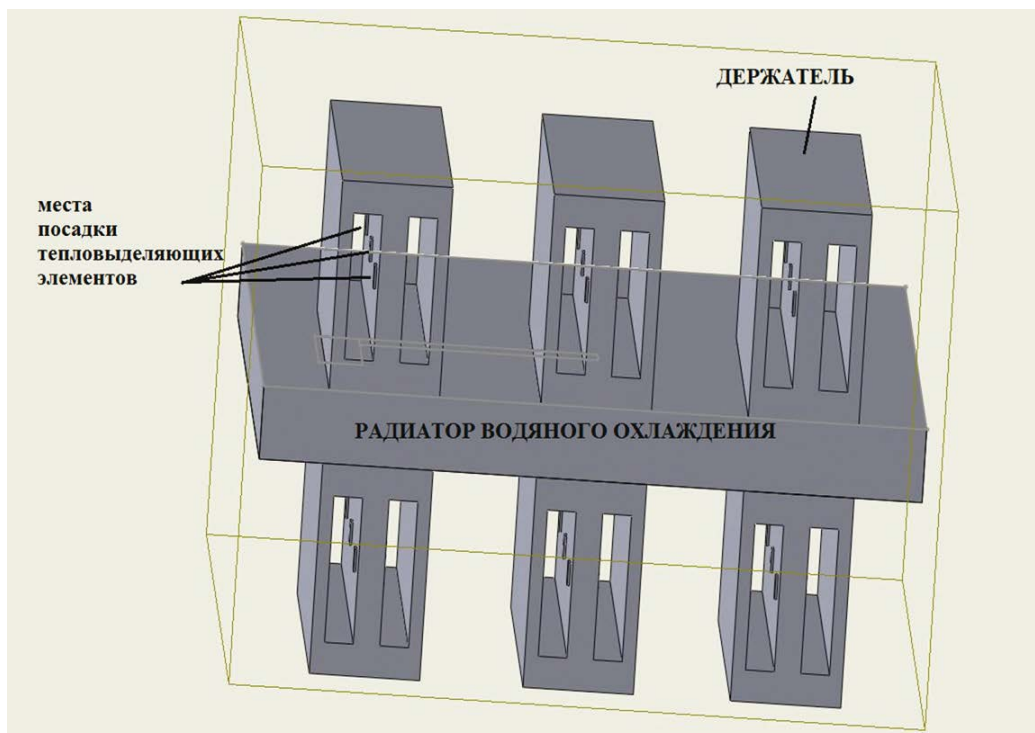 ДЕРЖАТЕЛЬ
места
посадки
тепловыделяющих
элементов
РАДИАТОР ВОДЯНОГО ОХЛАЖДЕНИЯ